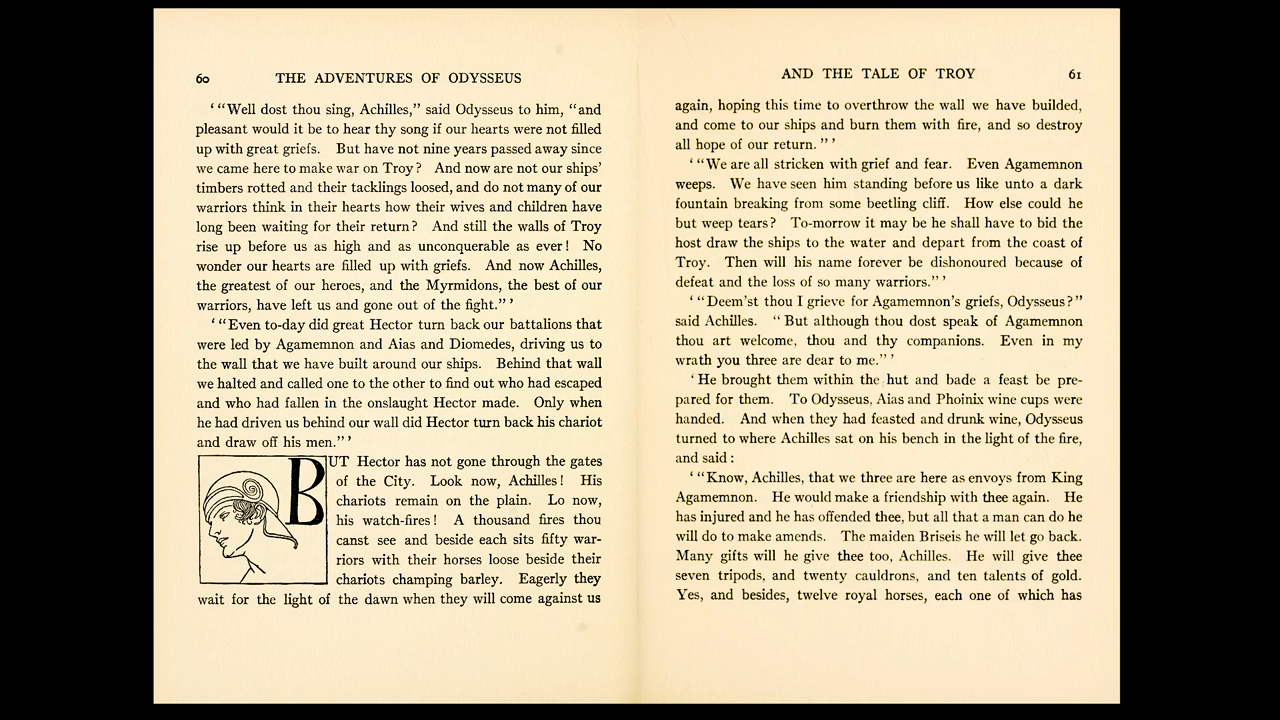 60 THE ADVENTURES OF ODYSSEUS
‘ “Well dost thou sing, Achilles,” said Odysseus to him, “and
pleasant would it be to hear thy song if our hearts were not filled
up with great griefs. But have not nine years passed away since
we came here to make war on Troy? And now are not our ships’
timbers rotted and their tacklings loosed, and do not many of our
warriors think in their hearts how their wives and children have
long been waiting for their return? And still the walls of Troy
rise up before us as high and as unconquerable as ever! No
wonder our hearts are filled up with griefs. And now Achilles,
the greatest of our heroes, and the Myrmidons, the best of our
warriors, have left us and gone out of the fight.” ’
‘ “Even to-day did great Hector turn back our battalions that
were led by Agamemnon and Aias and Diomedes, driving us to
the wall that we have built around our ships. Behind that wall
we halted and called one to the other to find out who had escaped
and who had fallen in the onslaught Hector made. Only when
he had driven us behind our wall did Hector turn back his chariot
and draw off his men.” ’
BUT Hector has not gone through the gates
of the City. Look now, Achilles! His
chariots remain on the plain. Lo now,
his watch-fires! A thousand fires thou
canst see and beside each sits fifty war-
riors with their horses loose beside their
chariots champing barley. Eagerly they
wait for the light of the dawn when they will come against us
AND THE TALE OF TROY 61
again, hoping this time to overthrow the wall we have builded,
and come to our ships and burn them with fire, and so destroy
all hope of our return. ” ’
‘ “We are all stricken with grief and fear. Even Agamemnon
weeps. We have seen him standing before us like unto a dark
fountain breaking from some beetling cliff. How else could he
but weep tears? To-morrow it may be he shall have to bid the
host draw the ships to the water and depart from the coast of
Troy. Then will his name forever be dishonoured because of
defeat and the loss of so many warriors.” ’
‘ “Deem’st thou I grieve for Agamemnon’s griefs, Odysseus?”
said Achilles. “ But although thou dost speak of Agamemnon
thou art welcome, thou and thy companions. Even in my
wrath you three are dear to me.” ’
‘ He brought them within the hut and bade a feast be pre-
pared for them. To Odysseus, Aias and Phoinix wine cups were
handed. And when they had feasted and drunk wine, Odysseus
turned to where Achilles sat on his bench in the light of the fire,
and said :
‘ “Know, Achilles, that we three are here as envoys from King
Agamemnon. He would make a friendship with thee again. He
has injured and he has offended thee, but all that a man can do he
will do to make amends. The maiden Briseis he will let go back.
Many gifts will he give thee too, Achilles. He will give thee
seven tripods, and twenty cauldrons, and ten talents of gold.
Yes, and besides, twelve royal horses, each one of which has